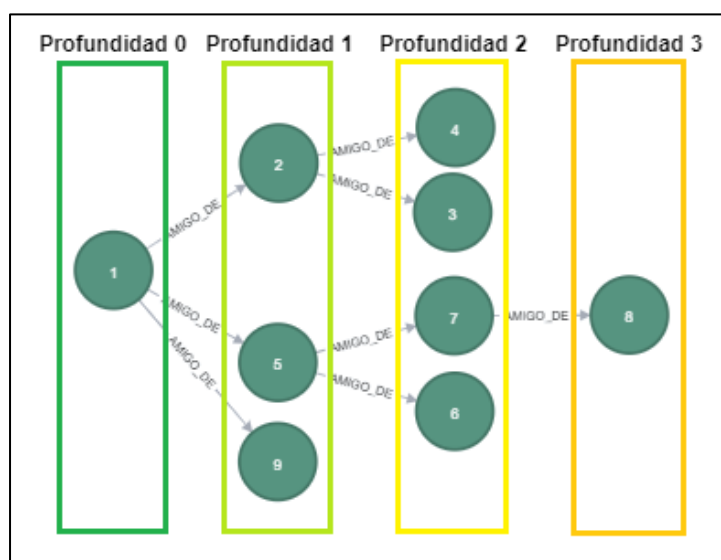 Profundidad 0 Profundidad 1 Profundidad 2 Profundidad 3
4
AMIGO_DE
2
AMIGO_DE
3
AMIGO_DE
1
AMIGO_DE
7
AMIGO_DE
8
AMIGO_DE
5
AMIGO_DE
AMIGO_DE
6
9